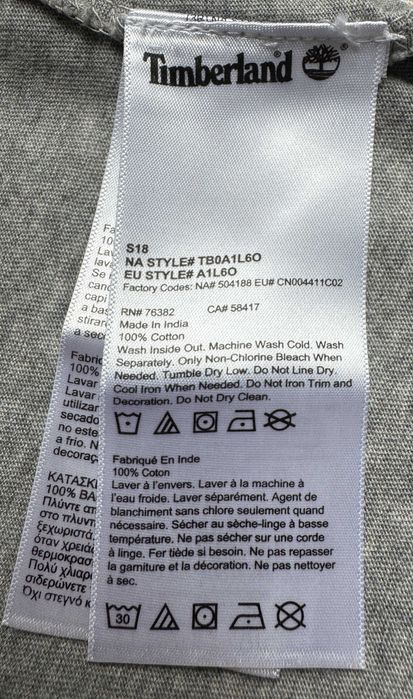 Timberland
S18
NA STYLE# TB0A1L6O
EU STYLE# A1L6O
Factory Codes: NA# 504188 EU# CN004411C02
RN# 76382 CA# 58417
Made In India
100% Cotton
Wash Inside Out. Machine Wash Cold. Wash
Separately. Only Non-Chlorine Bleach When
Needed. Tumble Dry Low. Do Not Line Dry.
Cool Iron When Needed. Do Not Iron Trim and
Decoration. Do Not Dry Clean.
Fabriqué En Inde
100% Coton
Laver à l'envers. Laver à la machine à
l'eau froide. Laver séparément. Agent de
blanchiment sans chlore seulement quand
nécessaire. Sécher au sèche-linge à basse
température. Ne pas sécher sur une corde
à linge. Fer tiède si besoin. Ne pas repasser
la garniture et la décoration. Ne pas nettoyer
à sec.
30
Fabric
100%
Lavar
Lavar
utilizar
secado
no este
a frío. N
decoraç
ΚΑΤΑΣΚΕ
100% ΒΑ
Πλύντε απ
στο πλυντ
ξεχωριστά.
όταν χρειάζ
θερμοκρασ
Πολύ χλιαρ
σιδερώνετε
Όχι στεγνό κ